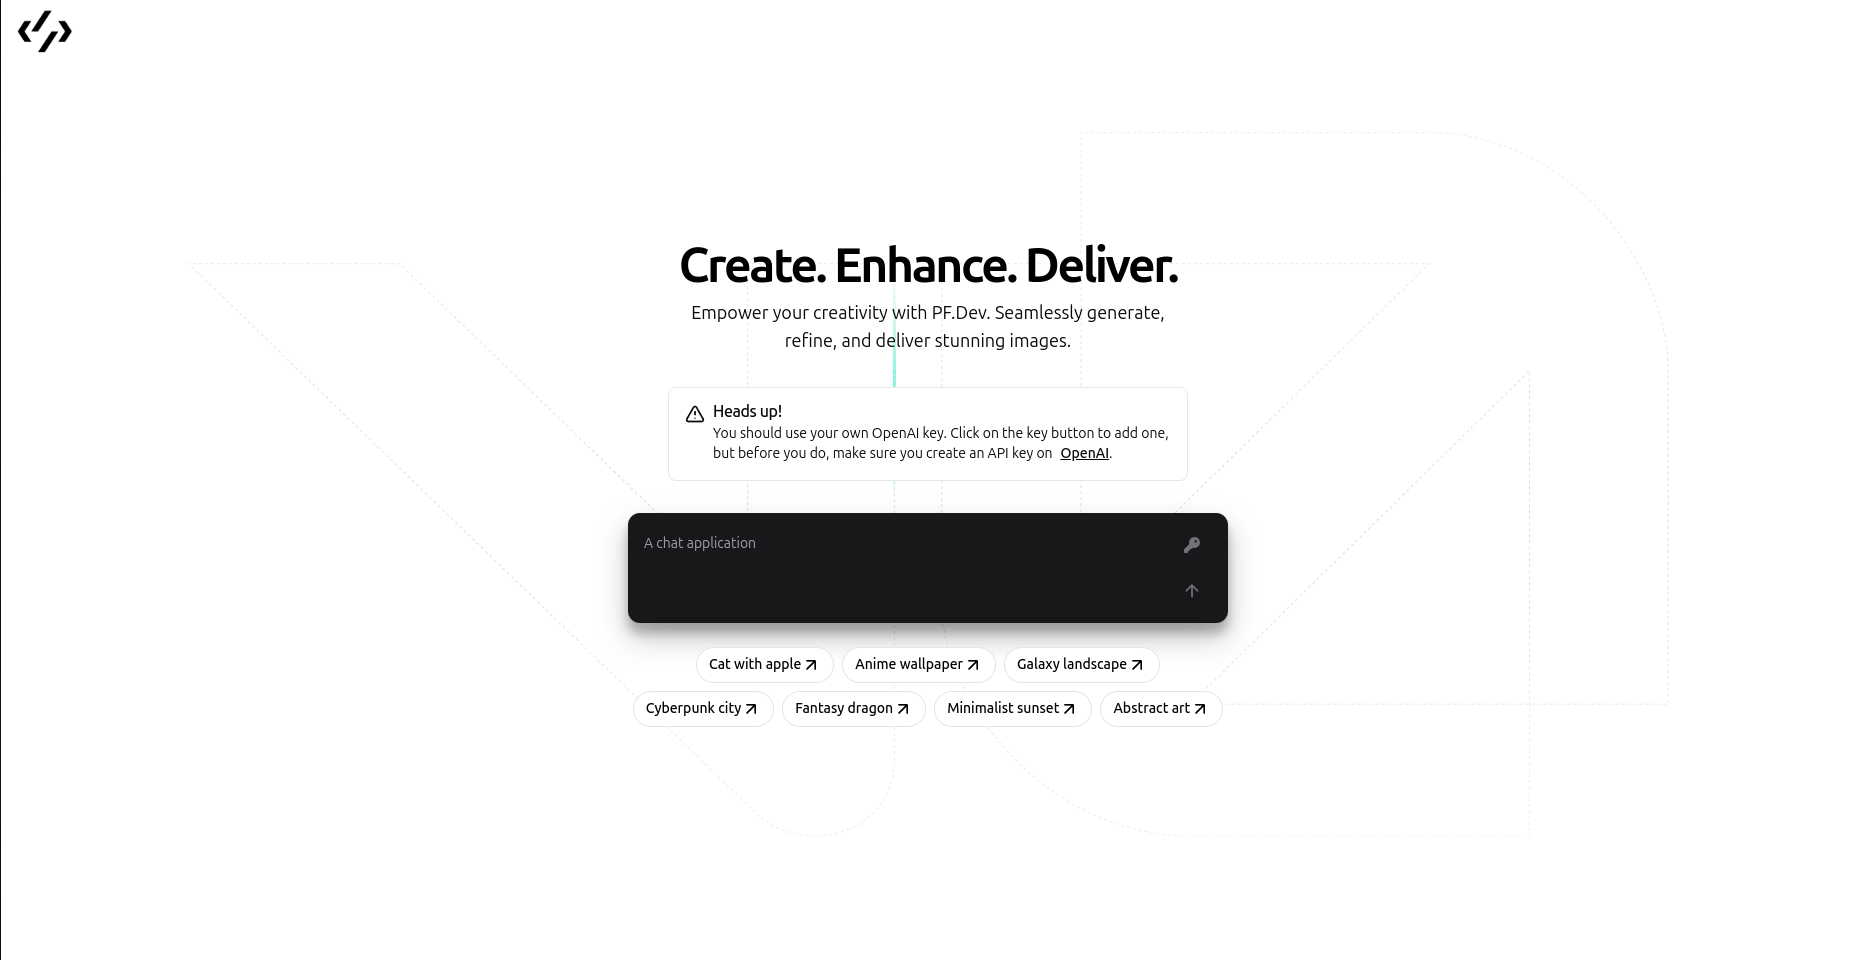 Create. Enhance. Deliver.
Empower your creativity with PF.Dev. Seamlessly generate,
refine, and deliver stunning images.
Heads up!
You should use your own OpenAI key. Click on the key button to add one,
but before you do, make sure you create an API key on OpenAI.
A chat application
Cat with apple
Anime wallpaper
Galaxy landscape
Cyberpunk city
Fantasy dragon
Minimalist sunset
Abstract art